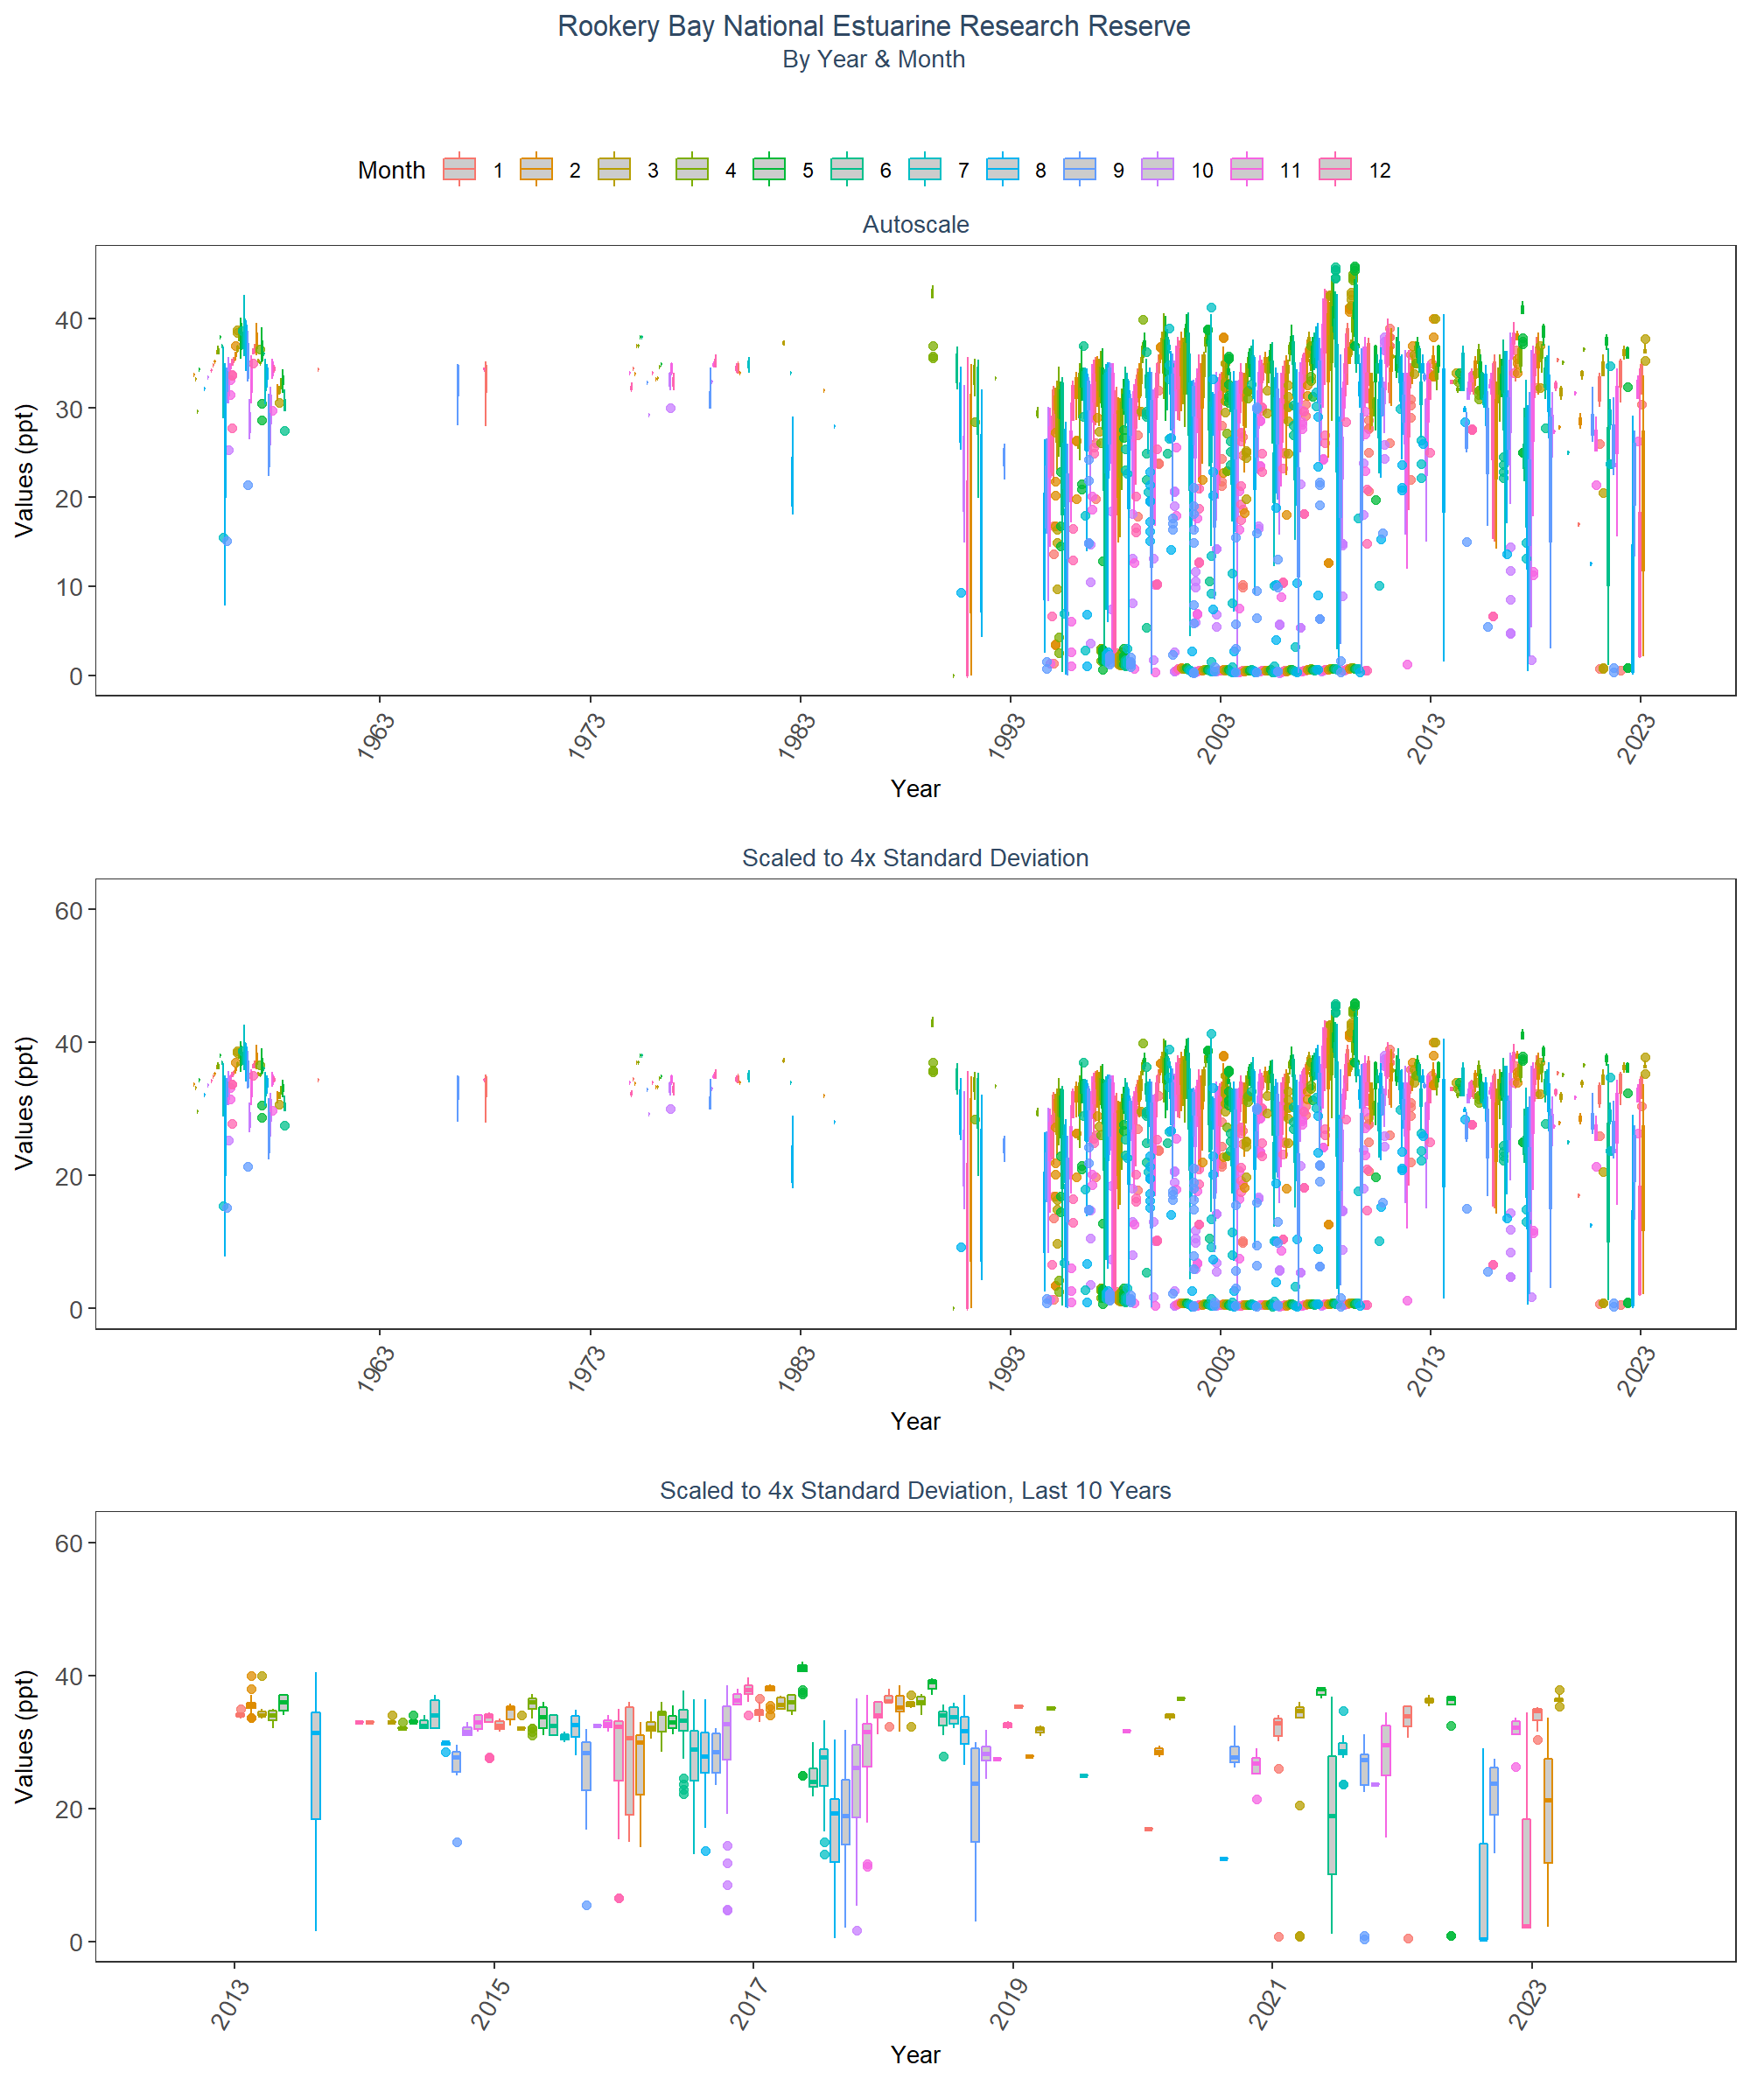 Rookery Bay National Estuarine Research Reserve
By Year & Month
Month 1 2 3 4 5 6 7 8 9 10 11 12
Autoscale
Values (ppt)
40
30
20
10
0
1963 1973 1983 1993 2003 2013 2023
Year
Scaled to 4x Standard Deviation
Values (ppt)
60
40
20
0
1963 1973 1983 1993 2003 2013 2023
Year
Scaled to 4x Standard Deviation, Last 10 Years
Values (ppt)
60
40
20
0
2013 2015 2017 2019 2021 2023
Year